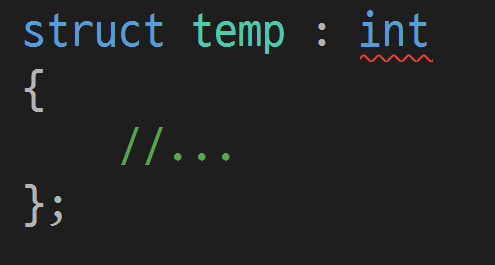 struct temp : int
{
//...
};